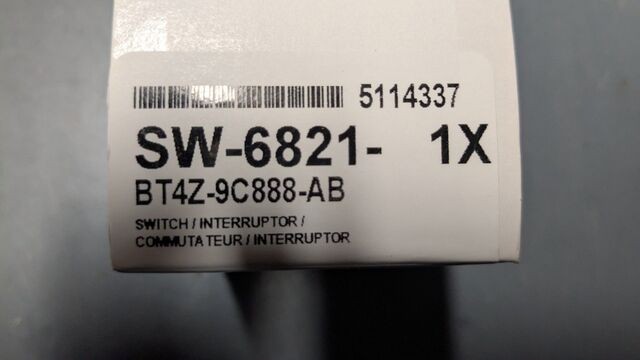 5114337
SW-6821- 1X
BT4Z-9C888-AB
SWITCH / INTERRUPTOR /
COMMUTATEUR / INTERRUPTOR